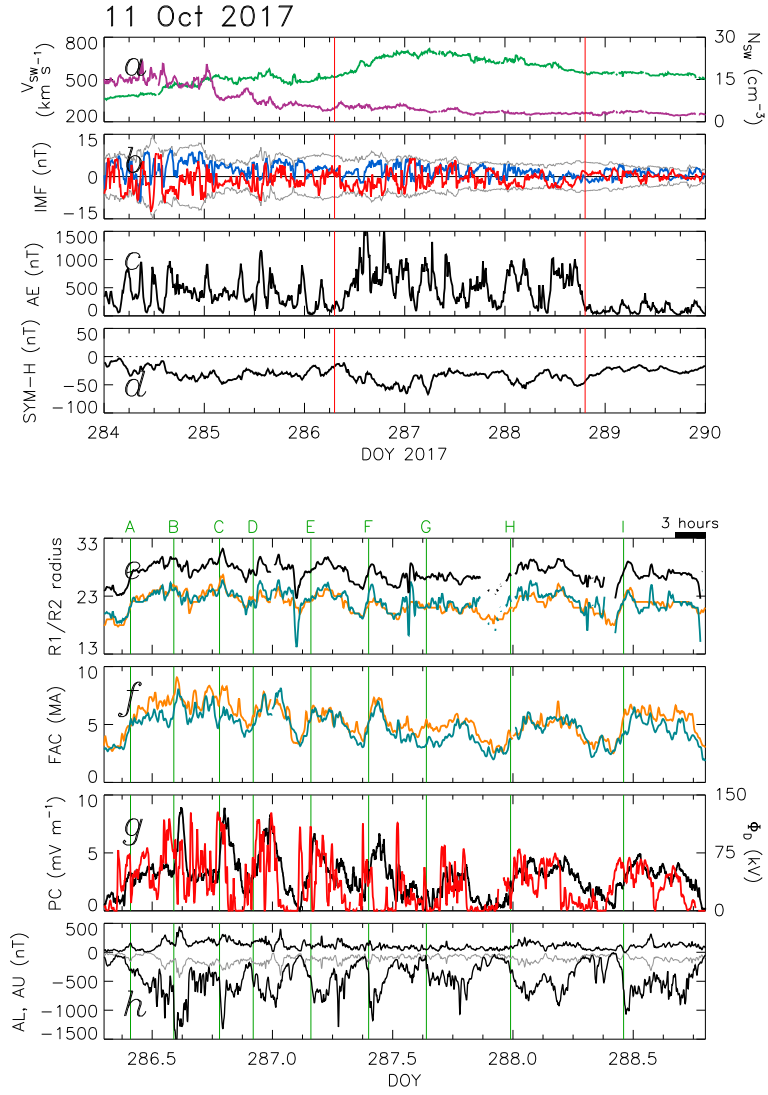 11 Oct 2017
800
500
200
V_SW (km s⁻¹)
30
15
0
N_SW (cm⁻³)
a
15
0
−15
IMF (nT)
b
1500
1000
500
0
AE (nT)
c
50
0
−50
−100
SYM−H (nT)
d
284 285 286 287 288 289 290
DOY 2017
A B C D E F G H I
3 hours
33
23
13
R1/R2 radius
e
10
5
0
FAC (MA)
f
10
5
0
PC (mV m⁻¹)
150
75
0
Φ_D (kV)
g
500
0
−500
−1000
−1500
AL, AU (nT)
h
286.5 287.0 287.5 288.0 288.5
DOY